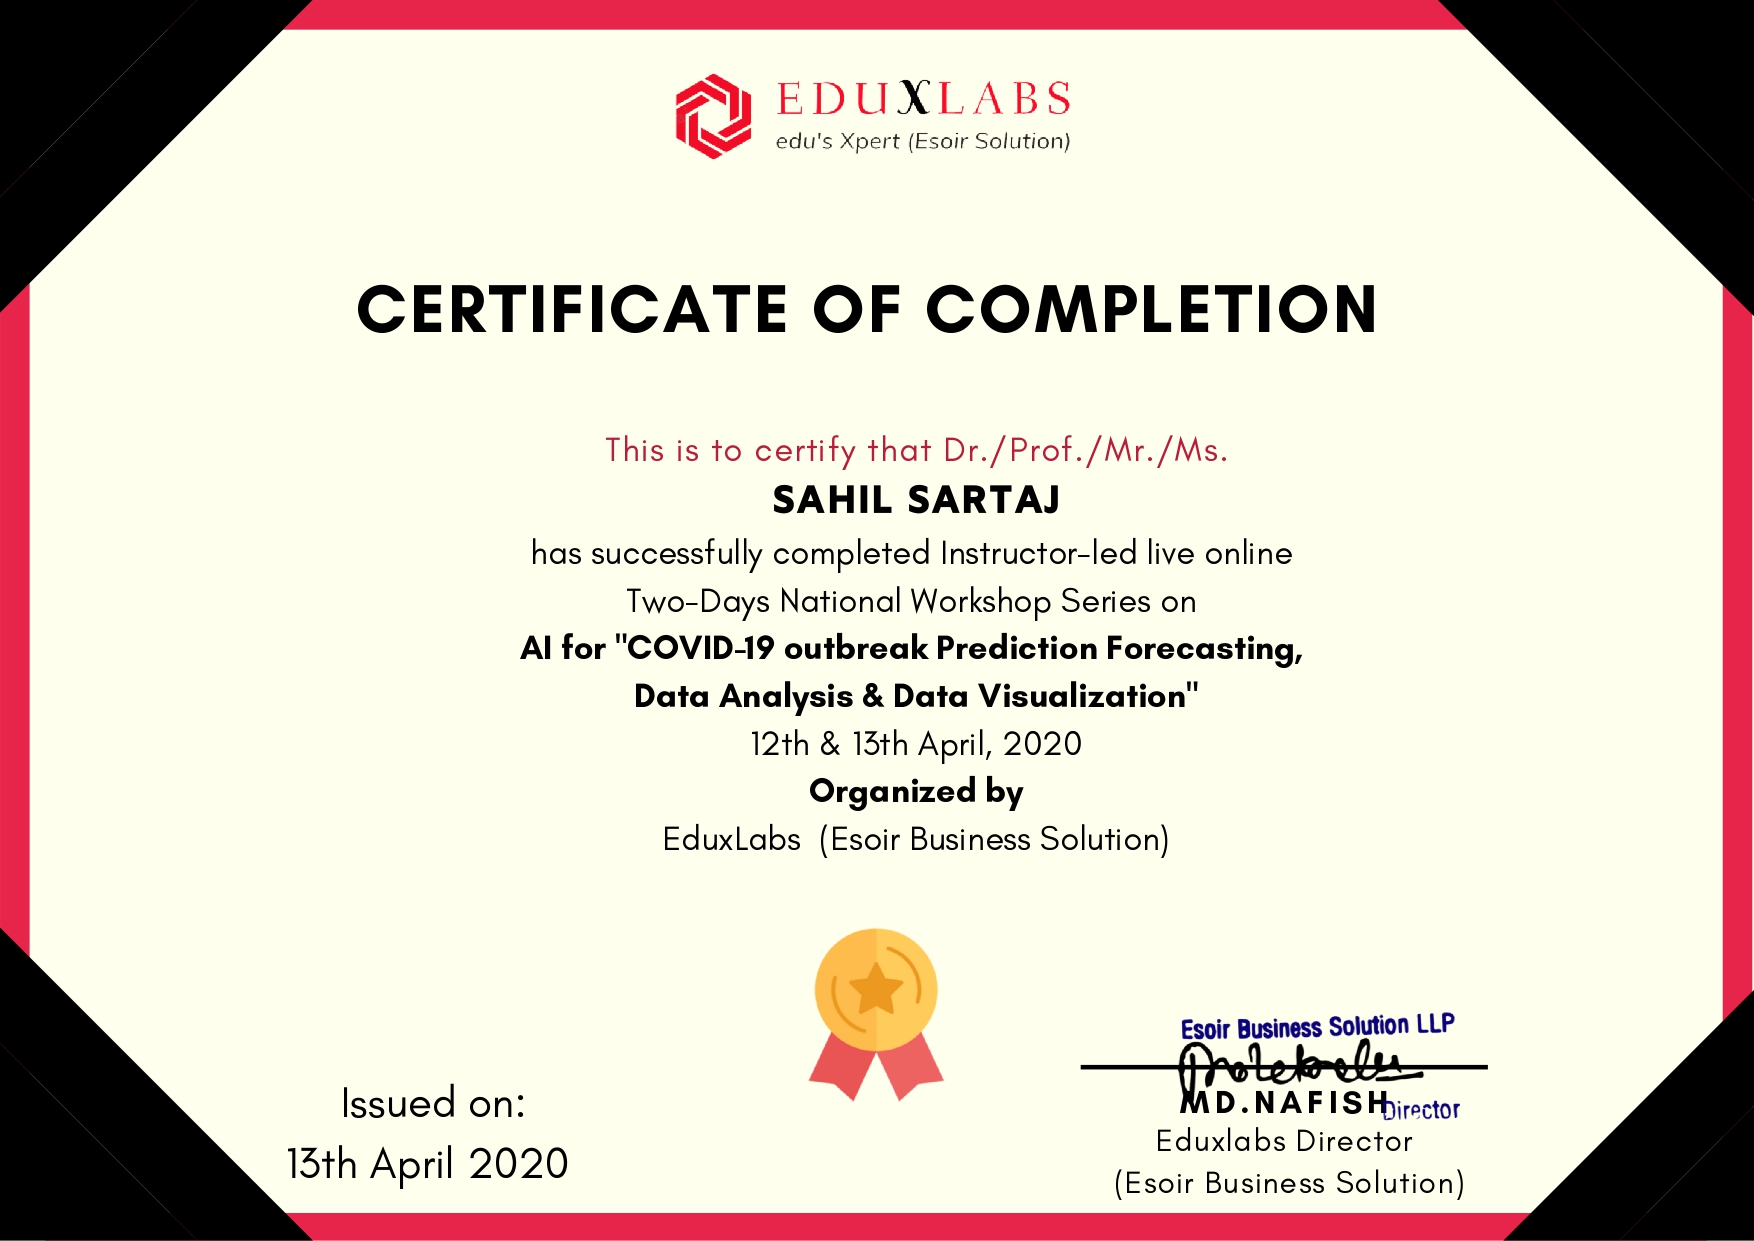 EDUXLABS
edu's Xpert (Esoir Solution)
CERTIFICATE OF COMPLETION
This is to certify that Dr./Prof./Mr./Ms.
SAHIL SARTAJ
has successfully completed Instructor-led live online
Two-Days National Workshop Series on
AI for "COVID-19 outbreak Prediction Forecasting,
Data Analysis & Data Visualization"
12th & 13th April, 2020
Organized by
EduxLabs (Esoir Business Solution)
Issued on:
13th April 2020
Esoir Business Solution LLP
MD.NAFISH
Director
Eduxlabs Director
(Esoir Business Solution)